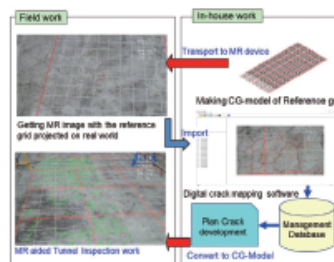 Field work
In-house work
Transport to MR device
Making CG-model of Reference g
Getting MR image with the reference
grid projected on real world
Import
Digital crack mapping software
Plan Crack
development
Management
Database
MR aided Tunnel Inspection work
Convert to CG-Model